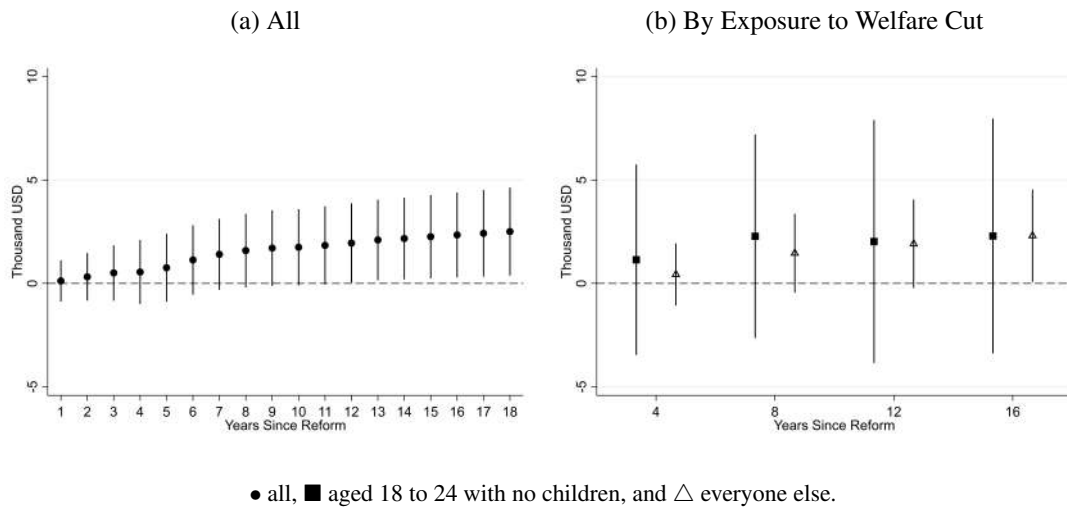 (a) All
(b) By Exposure to Welfare Cut
Thousand USD
10
5
0
-5
1 2 3 4 5 6 7 8 9 10 11 12 13 14 15 16 17 18
Years Since Reform
Thousand USD
10
5
0
-5
4 8 12 16
Years Since Reform
● all, ■ aged 18 to 24 with no children, and △ everyone else.